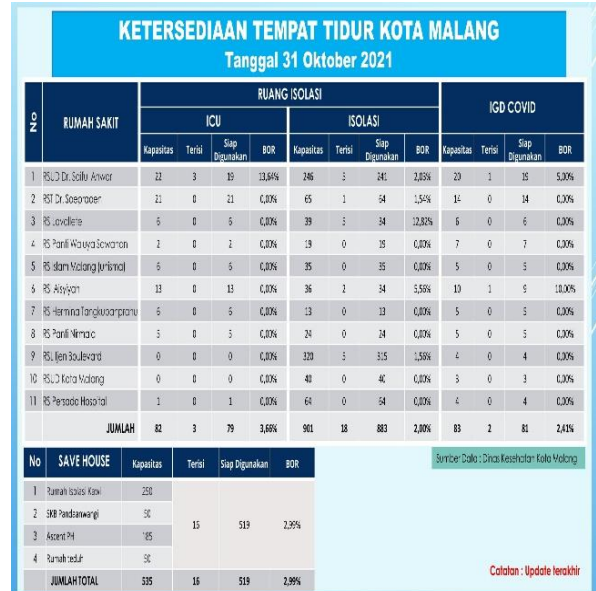 KETERSEDIAAN TEMPAT TIDUR KOTA MALANG
Tanggal 31 Oktober 2021
No RUMAH SAKIT RUANG ISOLASI IGD COVID
ICU ISOLASI
Kapasitas Terisi Siap Digunakan BOR Kapasitas Terisi Siap Digunakan BOR Kapasitas Terisi Siap Digunakan BOR
1 RSUD Dr. Saiful Anwar 22 3 19 13,64% 246 5 241 2,03% 20 1 19 5,00%
2 RST Dr. Soepraoen 21 0 21 0,00% 65 1 64 1,54% 14 0 14 0,00%
3 RS Lavallete 6 0 6 0,00% 39 5 34 12,82% 6 0 6 0,00%
4 RS Panti Waluya Sawahan 2 0 2 0,00% 19 0 19 0,00% 7 0 7 0,00%
5 RS Islam Malang (unisma) 6 0 6 0,00% 35 0 35 0,00% 5 0 5 0,00%
6 RS Aisyiyah 13 0 13 0,00% 36 2 34 5,56% 10 1 9 10,00%
7 RS Hermina Tangkubanprahu 6 0 6 0,00% 13 0 13 0,00% 5 0 5 0,00%
8 RS Panti Nirmala 5 0 5 0,00% 24 0 24 0,00% 5 0 5 0,00%
9 RSL Ijen Boulevard 0 0 0 0,00% 320 5 315 1,56% 4 0 4 0,00%
10 RSUD Kota Malang 0 0 0 0,00% 40 0 40 0,00% 3 0 3 0,00%
11 RS Persada Hospital 1 0 1 0,00% 64 0 64 0,00% 4 0 4 0,00%
JUMLAH 82 3 79 3,66% 901 18 883 2,00% 83 2 81 2,41%
No SAVE HOUSE Kapasitas Terisi Siap Digunakan BOR
1 Rumah Isolasi Kawi 250
2 SKB Pandaanwangi 50
16 519 2,99%
3 Ascent PH 185
4 Rumah teduh 50
JUMLAH TOTAL 535 16 519 2,99%
Sumber Data : Dinas Kesehatan Kota Malang
Catatan : Update terakhir